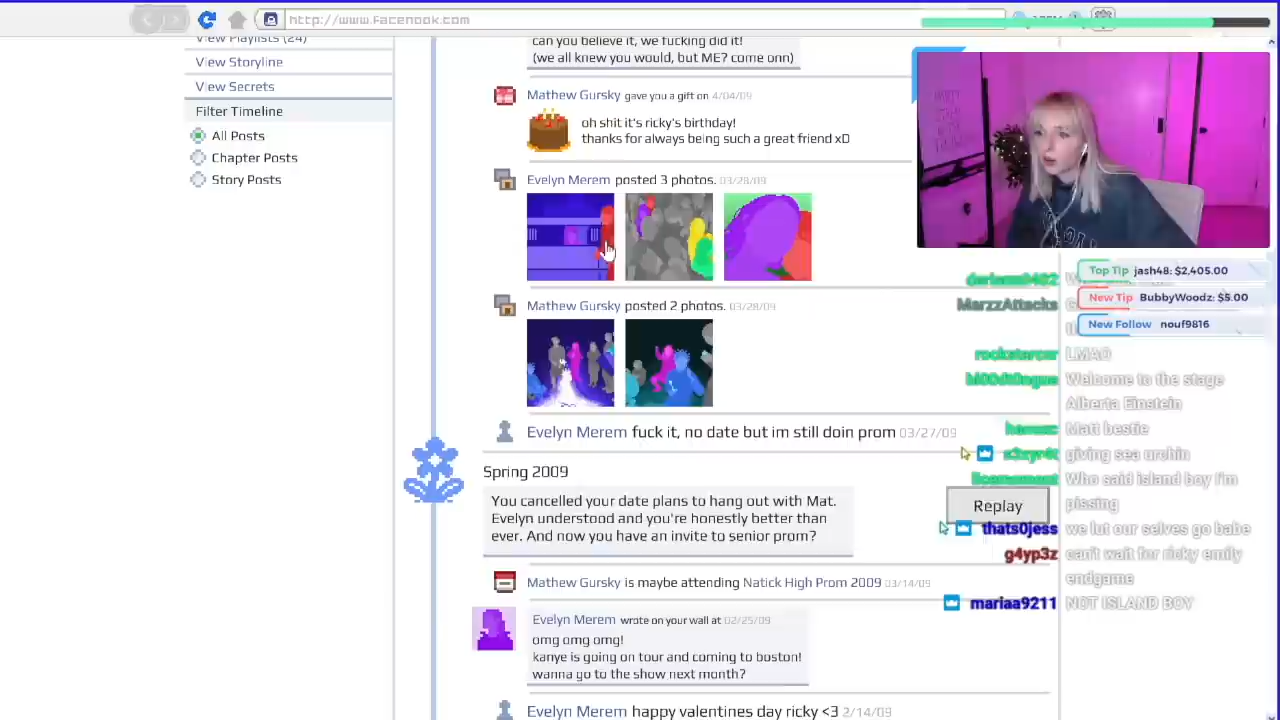 http://www.facenook.com
View Playlists (24)
View Storyline
View Secrets
Filter Timeline
All Posts
Chapter Posts
Story Posts
can you believe it, we fucking did it!
(we all knew you would, but ME? come onn)
Mathew Gursky gave you a gift on 4/04/09
oh shit it's ricky's birthday!
thanks for always being such a great friend xD
Evelyn Merem posted 3 photos. 03/28/09
Mathew Gursky posted 2 photos. 03/28/09
Evelyn Merem fuck it, no date but im still doin prom 03/27/09
Spring 2009
You cancelled your date plans to hang out with Mat.
Evelyn understood and you're honestly better than
ever. And now you have an invite to senior prom?
Replay
Mathew Gursky is maybe attending Natick High Prom 2009 03/14/09
Evelyn Merem wrote on your wall at 02/25/09
omg omg omg!
kanye is going on tour and coming to boston!
wanna go to the show next month?
Evelyn Merem happy valentines day ricky <3 2/14/09
Top Tip jash48: $2,405.00
New Tip BubbyWoodz: $5.00
New Follow nouf9816
MarzzAttacks
rockstarcar LMAO
Welcome to the stage
Alberta Einstein
Matt bestie
giving sea urchin
Who said island boy I'm
pissing
thats0jess we lut our selves go babe
g4yp3z can't wait for ricky emily
endgame
mariaa9211 NOT ISLAND BOY